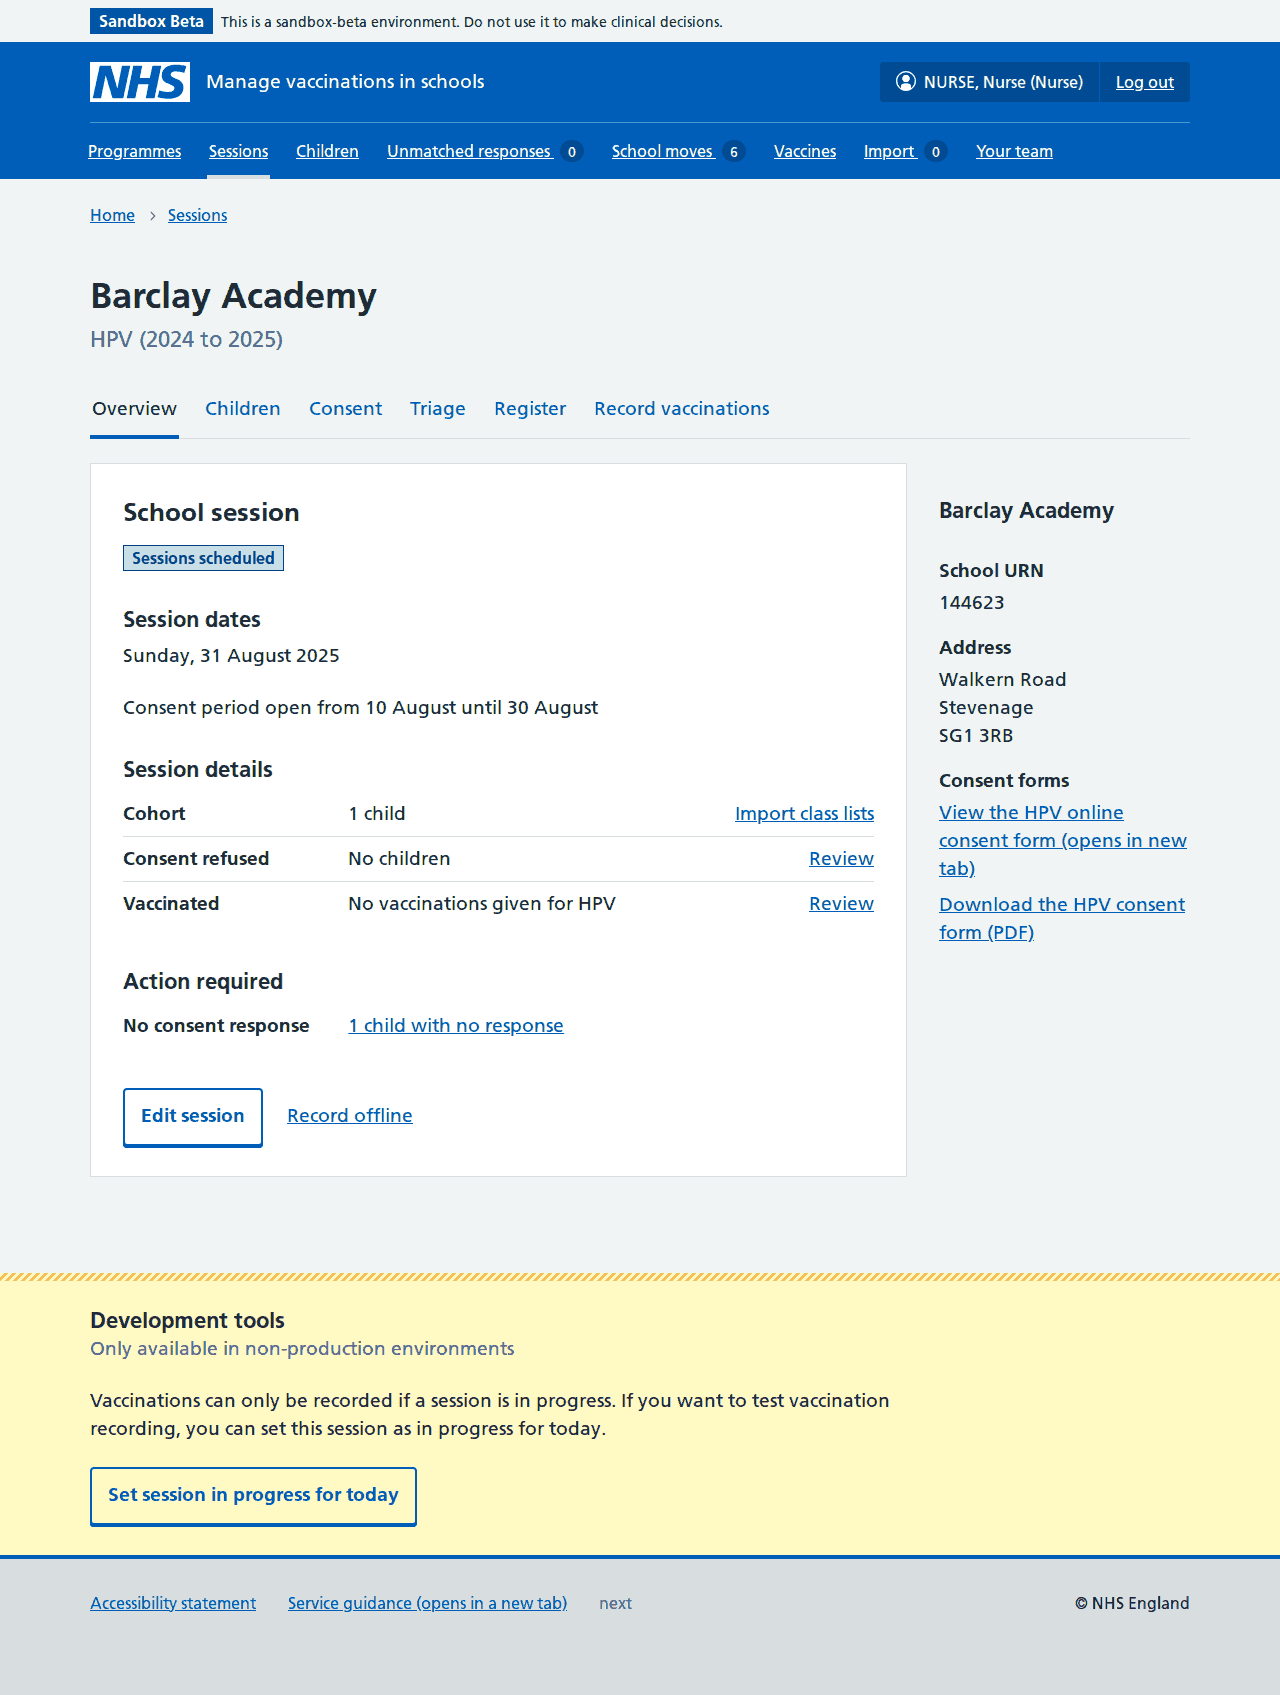 Sandbox Beta This is a sandbox-beta environment. Do not use it to make clinical decisions.
NHS Manage vaccinations in schools NURSE, Nurse (Nurse) Log out
Programmes Sessions Children Unmatched responses 0 School moves 6 Vaccines Import 0 Your team
Home Sessions
Barclay Academy
HPV (2024 to 2025)
Overview Children Consent Triage Register Record vaccinations
School session
Sessions scheduled
Session dates
Sunday, 31 August 2025
Consent period open from 10 August until 30 August
Session details
Cohort 1 child Import class lists
Consent refused No children Review
Vaccinated No vaccinations given for HPV Review
Action required
No consent response 1 child with no response
Edit session Record offline
Barclay Academy
School URN
144623
Address
Walkern Road
Stevenage
SG1 3RB
Consent forms
View the HPV online
consent form (opens in new
tab)
Download the HPV consent
form (PDF)
Development tools
Only available in non-production environments
Vaccinations can only be recorded if a session is in progress. If you want to test vaccination
recording, you can set this session as in progress for today.
Set session in progress for today
Accessibility statement Service guidance (opens in a new tab) next © NHS England